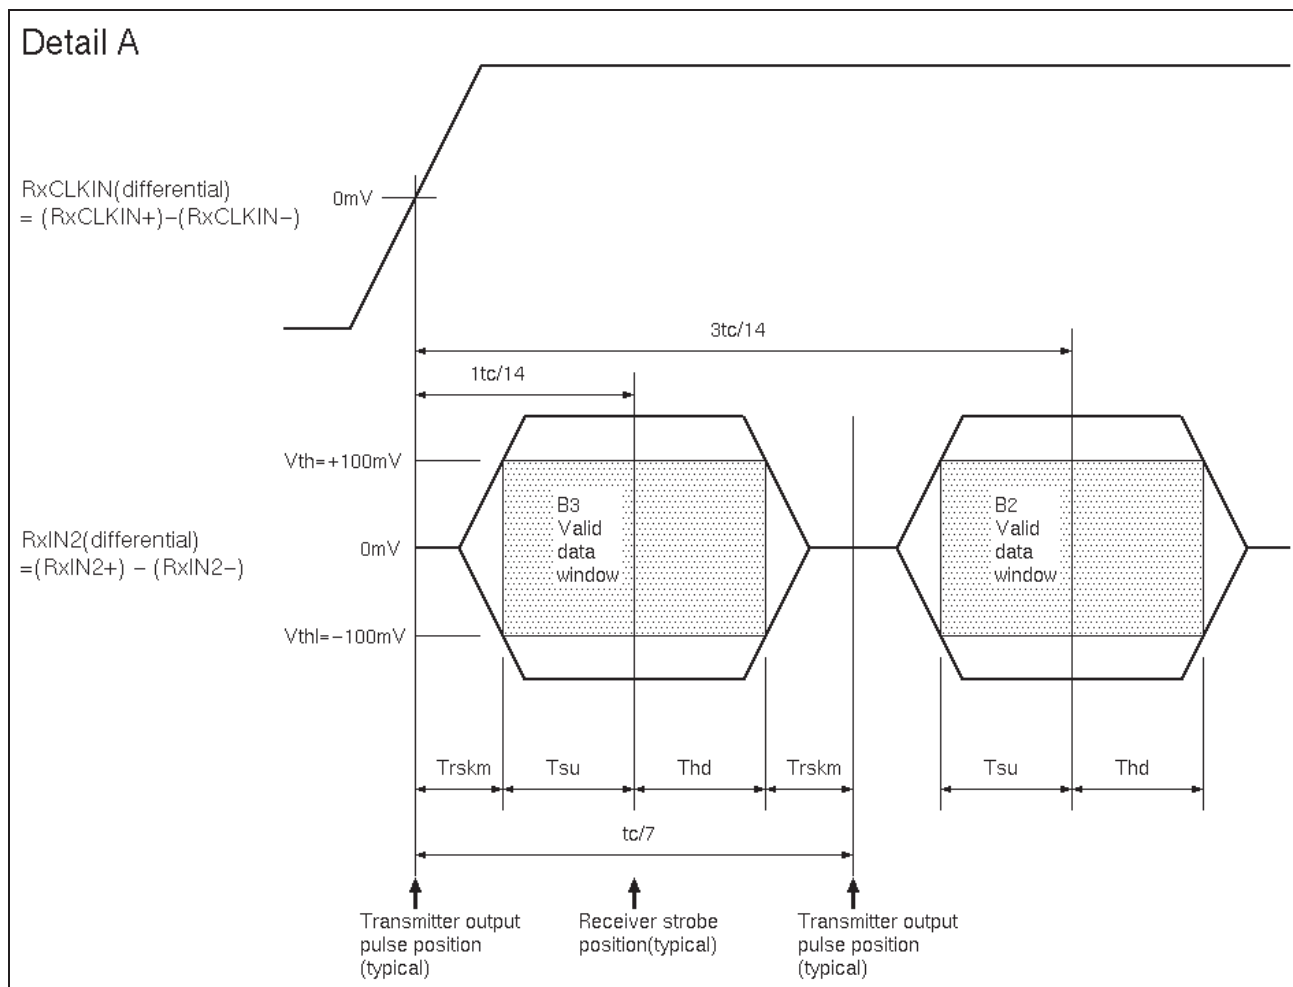 Detail A
RxCLKIN(differential)
= (RxCLKIN+)−(RxCLKIN−)
0mV
3tc/14
1tc/14
Vth=+100mV
B3
Valid
data
window
B2
Valid
data
window
RxIN2(differential)
=(RxIN2+) − (RxIN2−)
0mV
Vthl=−100mV
Trskm
Tsu
Thd
Trskm
Tsu
Thd
tc/7
Transmitter output
pulse position
(typical)
Receiver strobe
position(typical)
Transmitter output
pulse position
(typical)